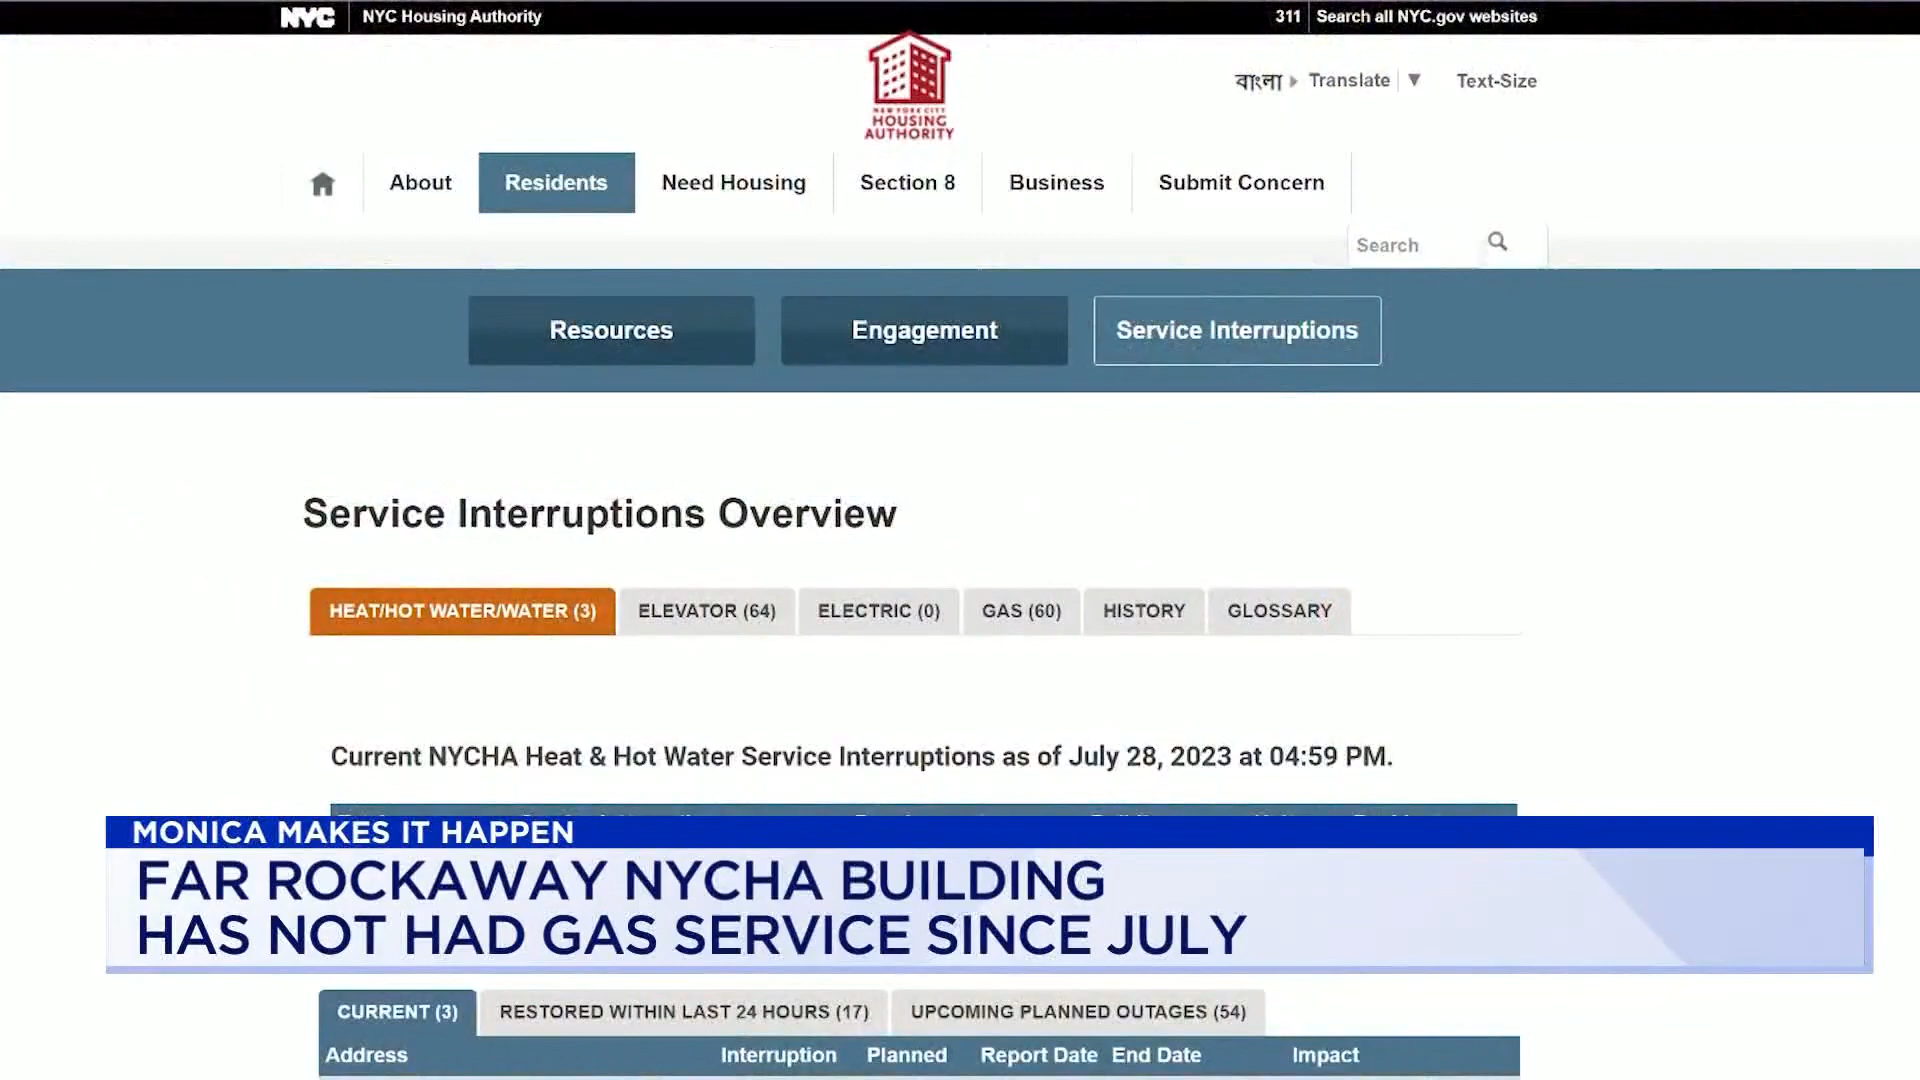 NYC NYC Housing Authority 311 Search all NYC.gov websites
NEW YORK CITY
HOUSING
AUTHORITY
বাংলা Translate ▼ Text-Size
About Residents Need Housing Section 8 Business Submit Concern
Search
Resources Engagement Service Interruptions
Service Interruptions Overview
HEAT/HOT WATER/WATER (3) ELEVATOR (64) ELECTRIC (0) GAS (60) HISTORY GLOSSARY
Current NYCHA Heat & Hot Water Service Interruptions as of July 28, 2023 at 04:59 PM.
MONICA MAKES IT HAPPEN
FAR ROCKAWAY NYCHA BUILDING
HAS NOT HAD GAS SERVICE SINCE JULY
CURRENT (3) RESTORED WITHIN LAST 24 HOURS (17) UPCOMING PLANNED OUTAGES (54)
Address Interruption Planned Report Date End Date Impact